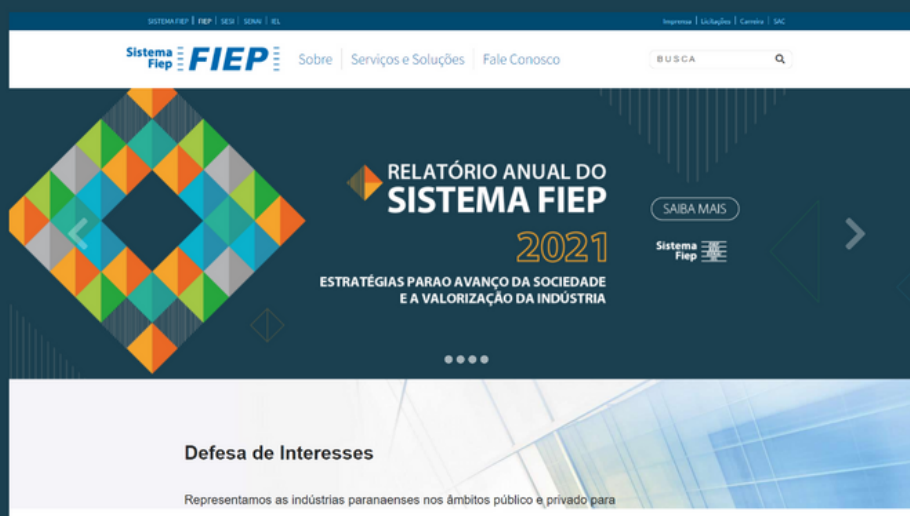 SISTEMA FIEP | FIEP | SESI | SENAI | IEL
Imprensa | Licitações | Carreira | SAC
Sistema
Fiep
FIEP
Sobre | Serviços e Soluções | Fale Conosco
BUSCA
RELATÓRIO ANUAL DO
SISTEMA FIEP
2021
ESTRATÉGIAS PARAO AVANÇO DA SOCIEDADE
E A VALORIZAÇÃO DA INDÚSTRIA
SAIBA MAIS
Sistema
Fiep
Defesa de Interesses
Representamos as indústrias paranaenses nos âmbitos público e privado para